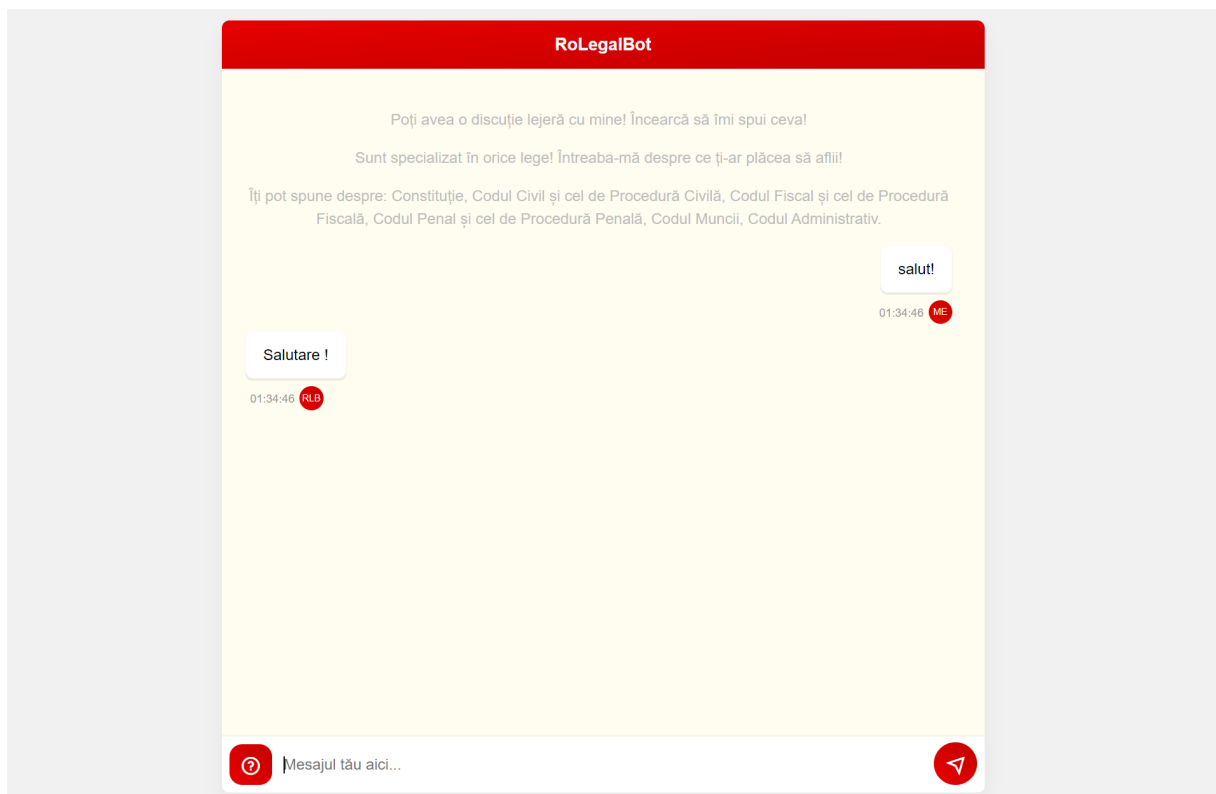 RoLegalBot
Poți avea o discuție lejeră cu mine! Încearcă să îmi spui ceva!
Sunt specializat în orice lege! Întreaba-mă despre ce ți-ar plăcea să aflii!
Îți pot spune despre: Constituție, Codul Civil și cel de Procedură Civilă, Codul Fiscal și cel de Procedură
Fiscală, Codul Penal și cel de Procedură Penală, Codul Muncii, Codul Administrativ.
salut!
01:34:46 ME
Salutare !
01:34:46 RLB
Mesajul tău aici...